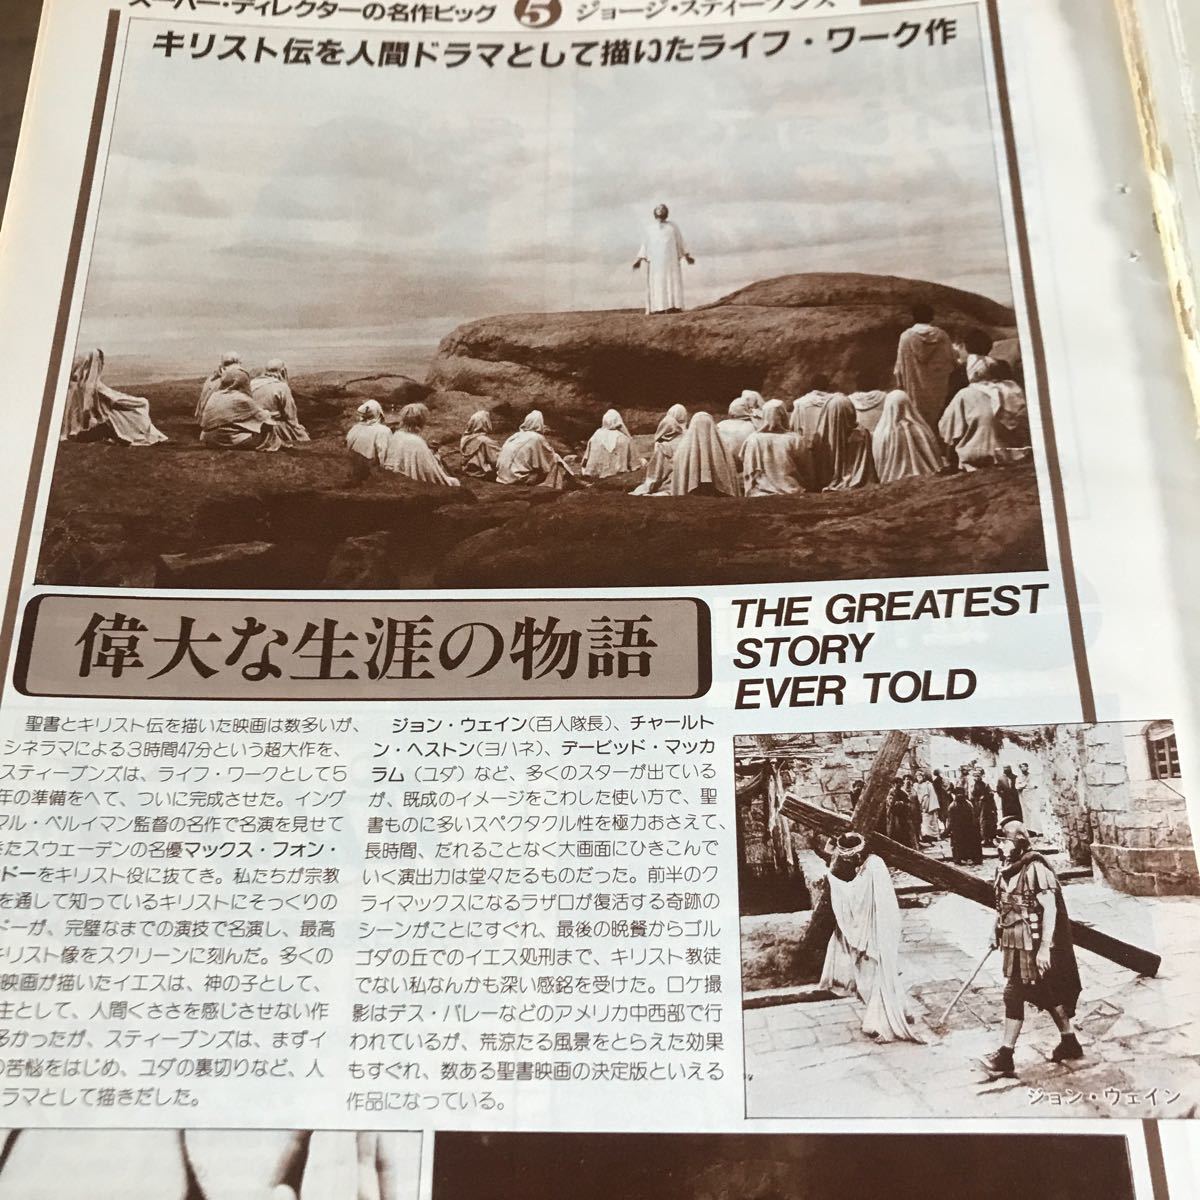 スーパー・ディレクターの名作ビッグ 5 ジョージ・スティーブンス
キリスト伝を人間ドラマとして描いたライフ・ワーク作
偉大な生涯の物語
THE GREATEST
STORY
EVER TOLD
聖書とキリスト伝を描いた映画は数多いが、
シネラマによる3時間47分という超大作を、
スティーブンスは、ライフ・ワークとして5
年の準備をへて、ついに完成させた。イング
マル・ベルイマン監督の名作で名演を見せて
きたスウェーデンの名優マックス・フォン・
ドーをキリスト役に抜てき。私たちが宗教
を通して知っているキリストにそっくりの
ドーが、完璧なまでの演技で名演し、最高
キリスト像をスクリーンに刻んだ。多くの
映画が描いたイエスは、神の子として、
主として、人間くささを感じさせない作
多かったが、スティーブンスは、まずイ
の苦悩をはじめ、ユダの裏切りなど、人
ラマとして描きだした。
ジョン・ウェイン(百人隊長)、チャールト
ン・ヘストン(ヨハネ)、デービッド・マッカ
ラム(ユダ)など、多くのスターが出ている
が、既成のイメージをこわした使い方で、聖
書ものに多いスペクタクル性を極力おさえて、
長時間、だれることなく大画面にひきこんで
いく演出力は堂々たるものだった。前半のク
ライマックスになるラザロが復活する奇跡の
シーンがことにすぐれ、最後の晩餐からゴル
ゴダの丘でのイエス処刑まで、キリスト教徒
でない私なんかも深い感銘を受けた。ロケ撮
影はデス・バレーなどのアメリカ中西部で行
われているが、荒涼たる風景をとらえた効果
もすぐれ、数ある聖書映画の決定版といえる
作品になっている。
ジョン・ウェイン